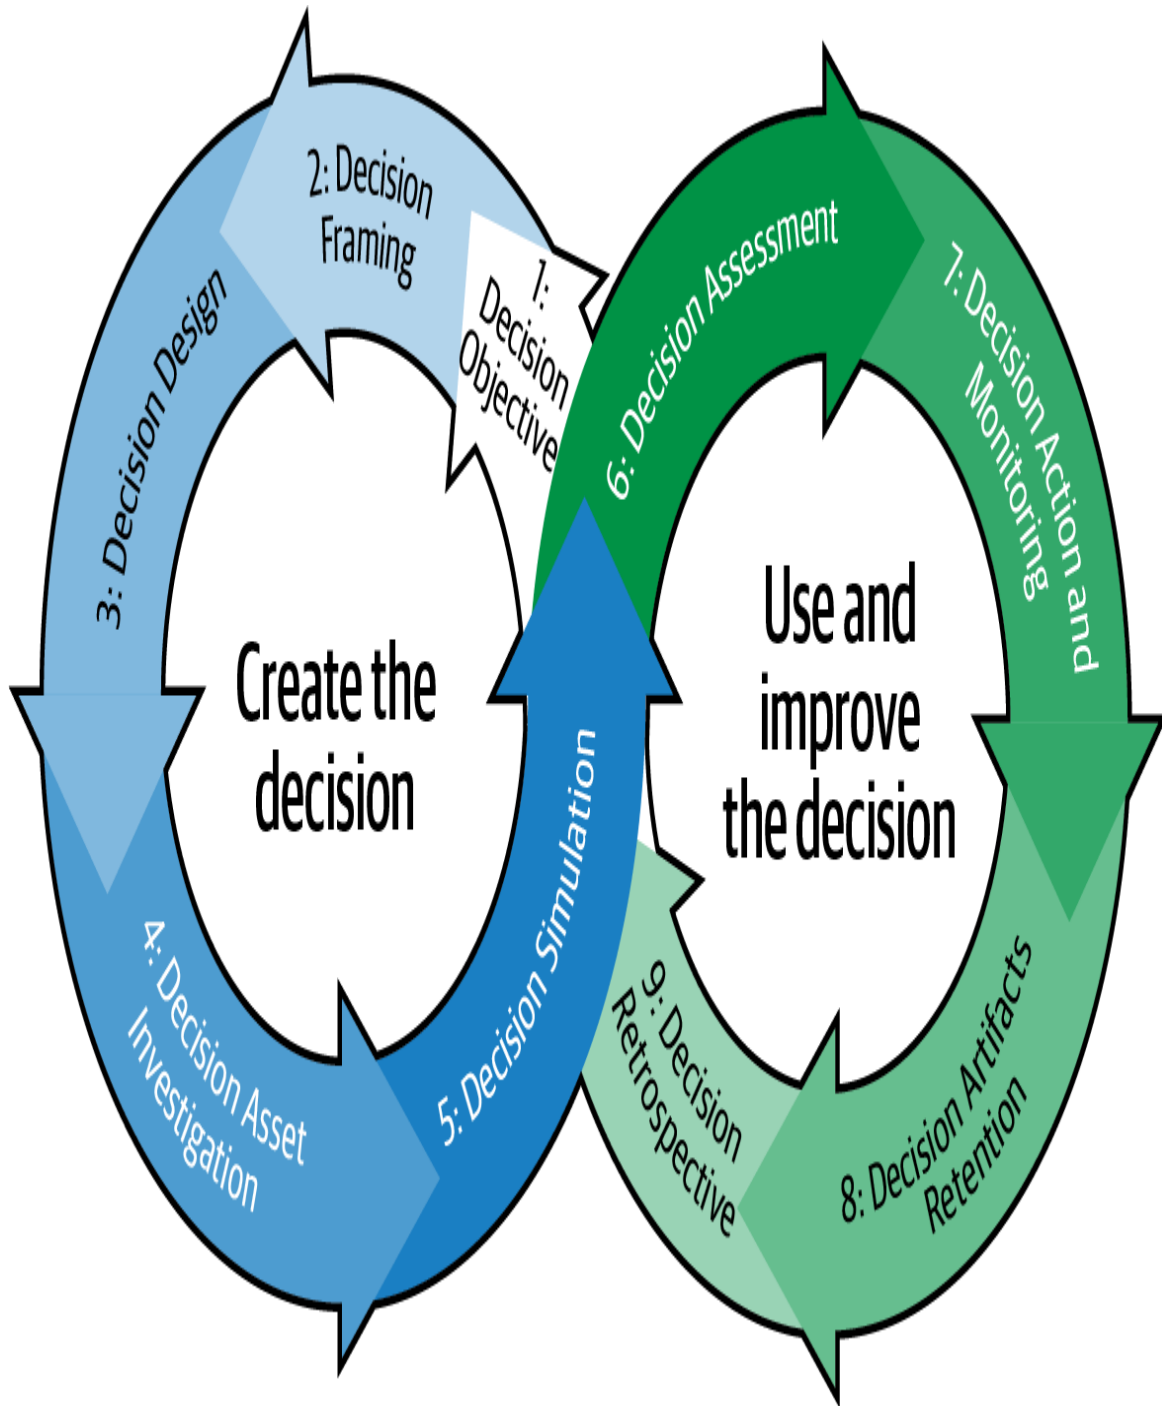 1:
Decision
Objective
2: Decision
Framing
3: Decision Design
4: Decision Asset
Investigation
5: Decision Simulation
Create the
decision
6: Decision Assessment
7: Decision Action and
Monitoring
8: Decision Artifacts
Retention
9: Decision
Retrospective
Use and
improve
the decision